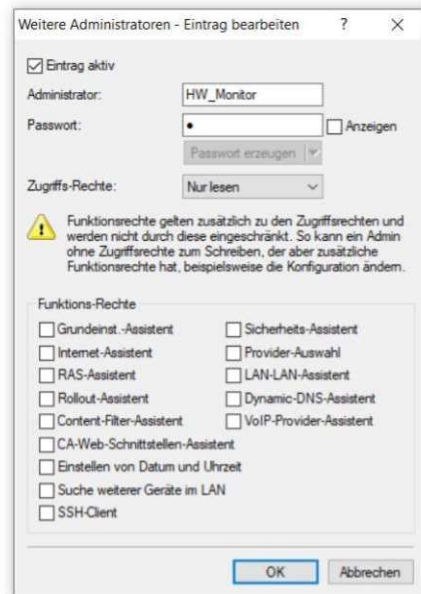 Weitere Administratoren - Eintrag bearbeiten ? ×
Eintrag aktiv
Administrator: HW_Monitor
Passwort: ● Anzeigen
Passwort erzeugen
Zugriffs-Rechte: Nur lesen
Funktionsrechte gelten zusätzlich zu den Zugriffsrechten und
werden nicht durch diese eingeschränkt. So kann ein Admin
ohne Zugriffsrechte zum Schreiben, der aber zusätzliche
Funktionsrechte hat, beispielsweise die Konfiguration ändern.
Funktions-Rechte
Grundeinst.-Assistent Sicherheits-Assistent
Internet-Assistent Provider-Auswahl
RAS-Assistent LAN-LAN-Assistent
Rollout-Assistent Dynamic-DNS-Assistent
Content-Filter-Assistent VoIP-Provider-Assistent
CA-Web-Schnittstellen-Assistent
Einstellen von Datum und Uhrzeit
Suche weiterer Geräte im LAN
SSH-Client
OK Abbrechen